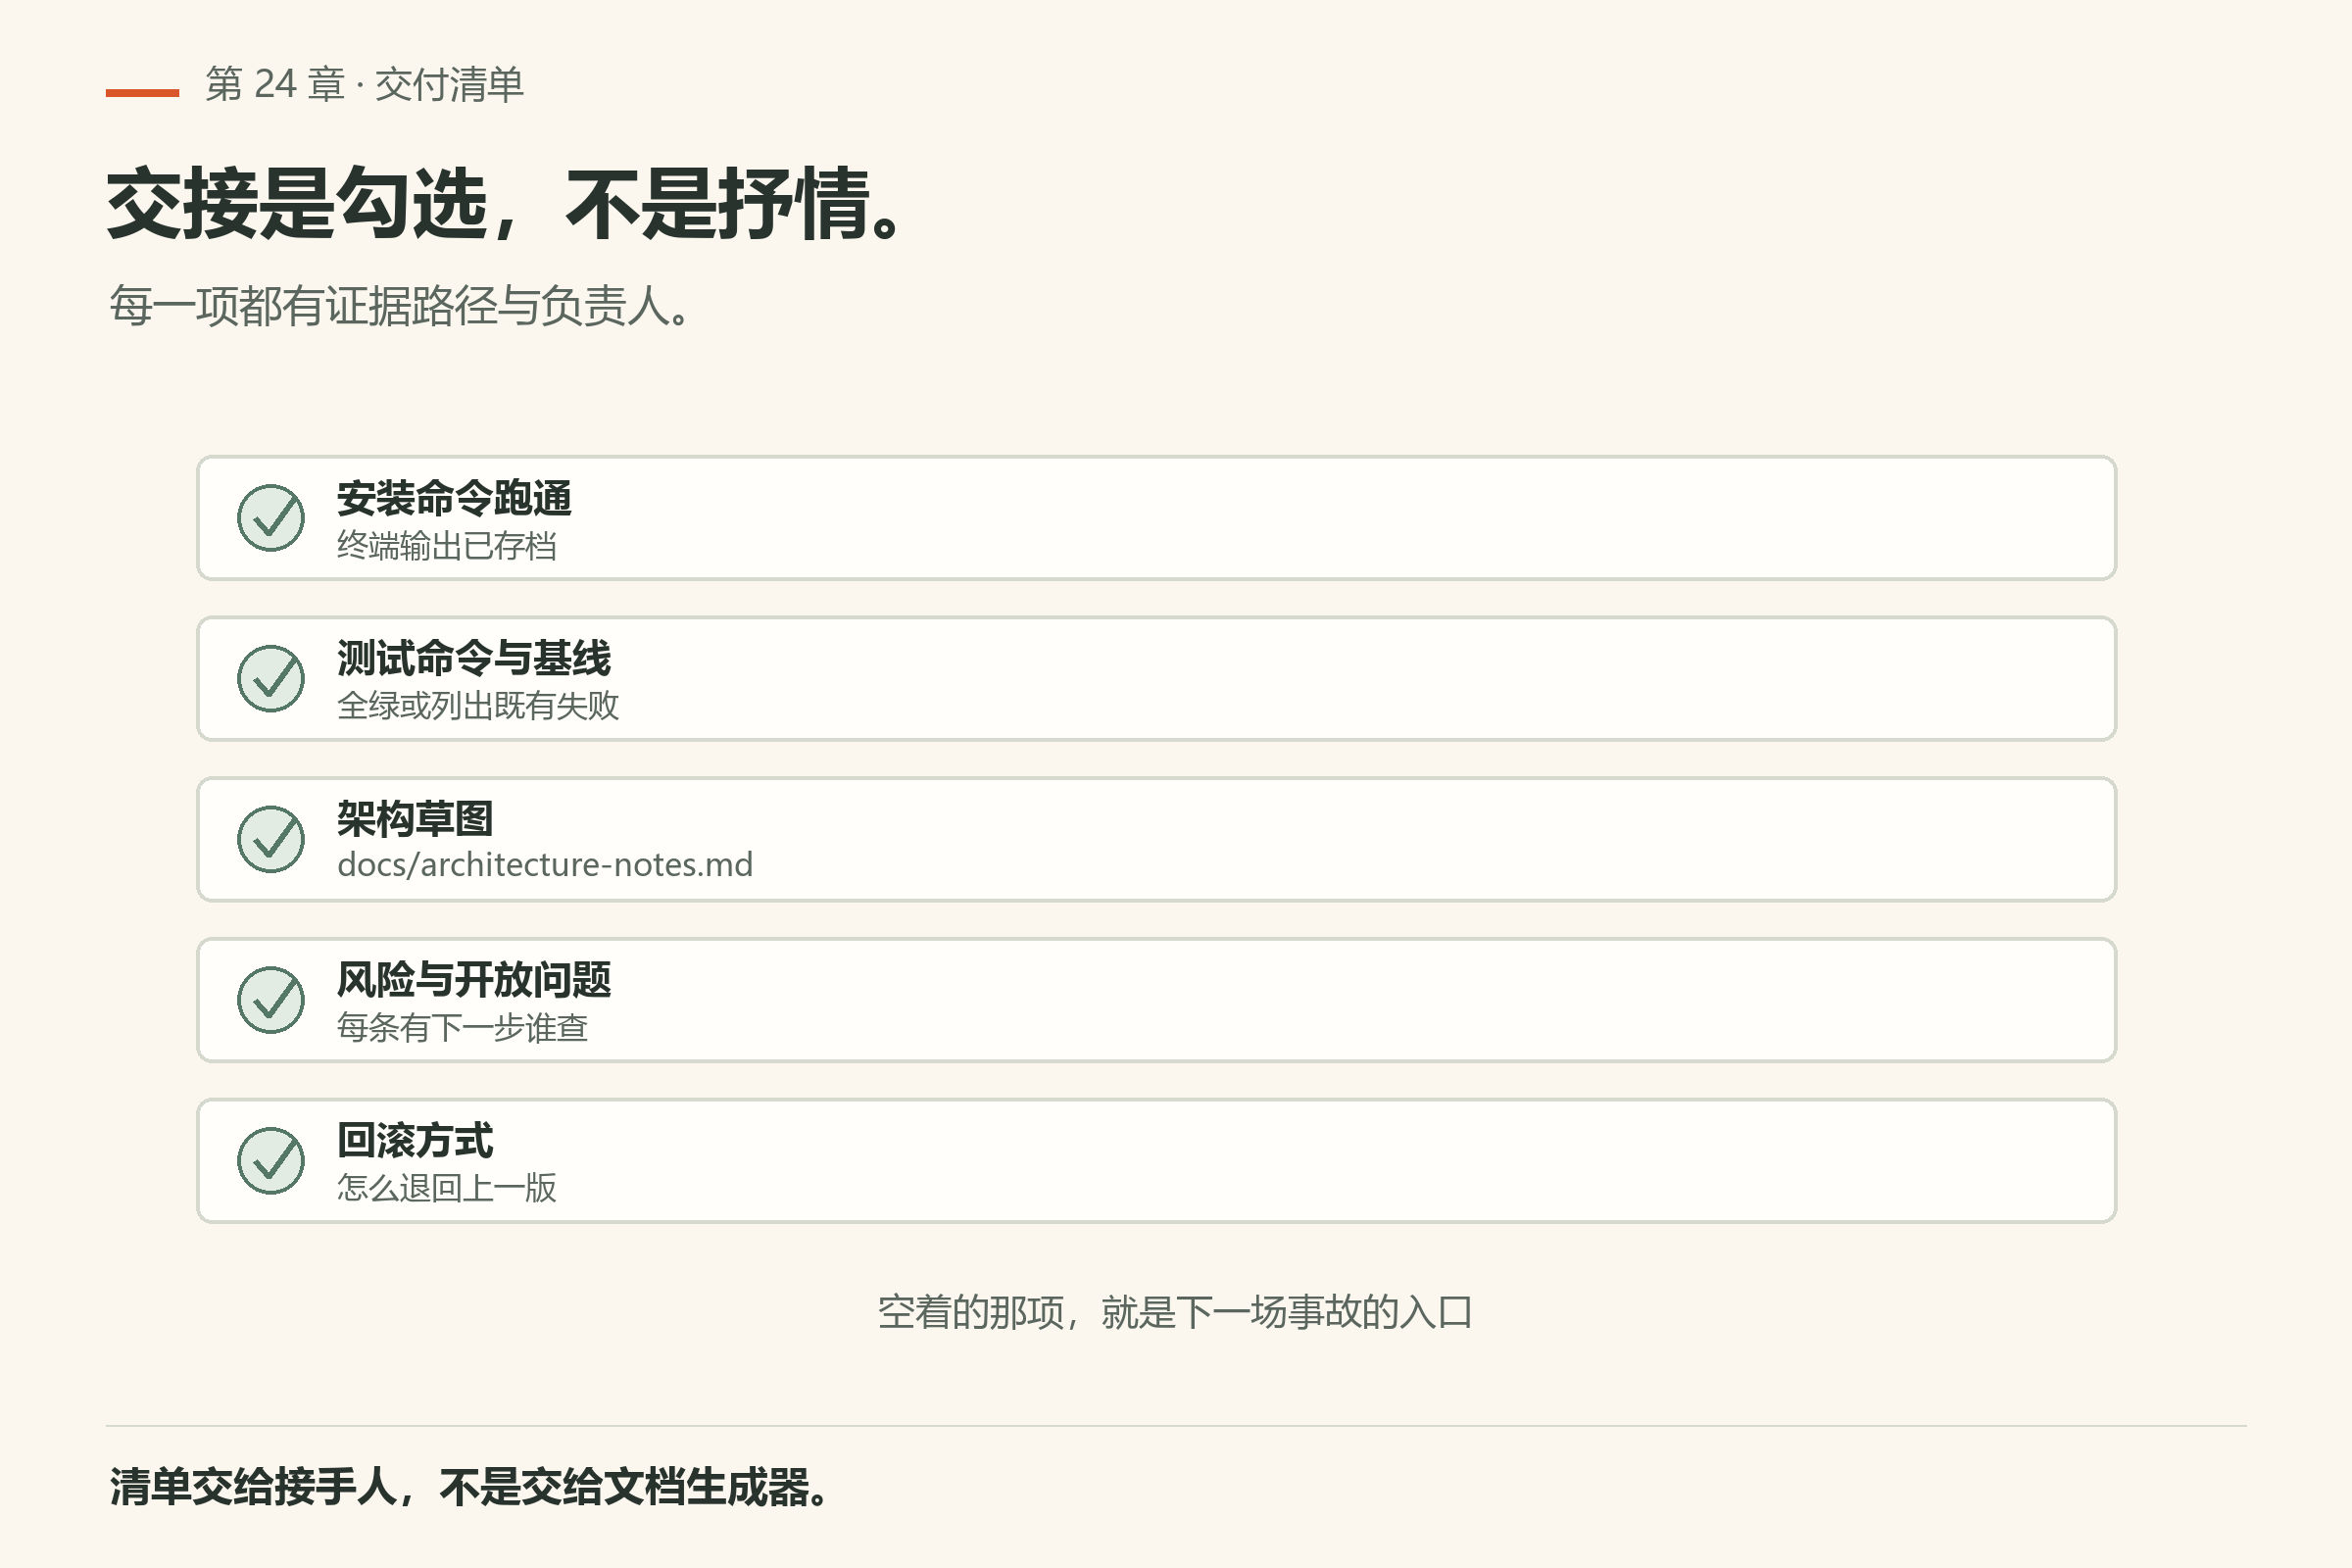 第 24 章 · 交付清单
交接是勾选，不是抒情。
每一项都有证据路径与负责人。
安装命令跑通
终端输出已存档
测试命令与基线
全绿或列出既有失败
架构草图
docs/architecture-notes.md
风险与开放问题
每条有下一步谁查
回滚方式
怎么退回上一版
空着的那项，就是下一场事故的入口
清单交给接手人，不是交给文档生成器。